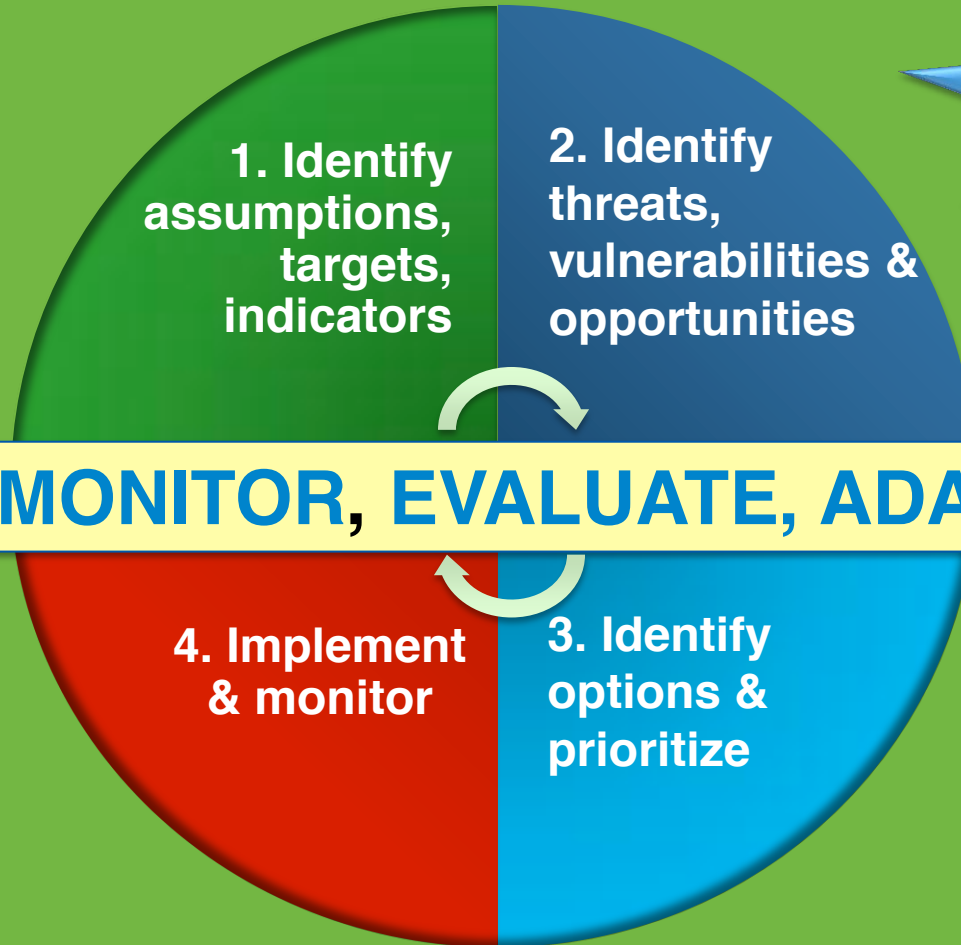 1. Identify
assumptions,
targets,
indicators
2. Identify
threats,
vulnerabilities &
opportunities
MONITOR, EVALUATE, ADA
4. Implement
& monitor
3. Identify
options &
prioritize